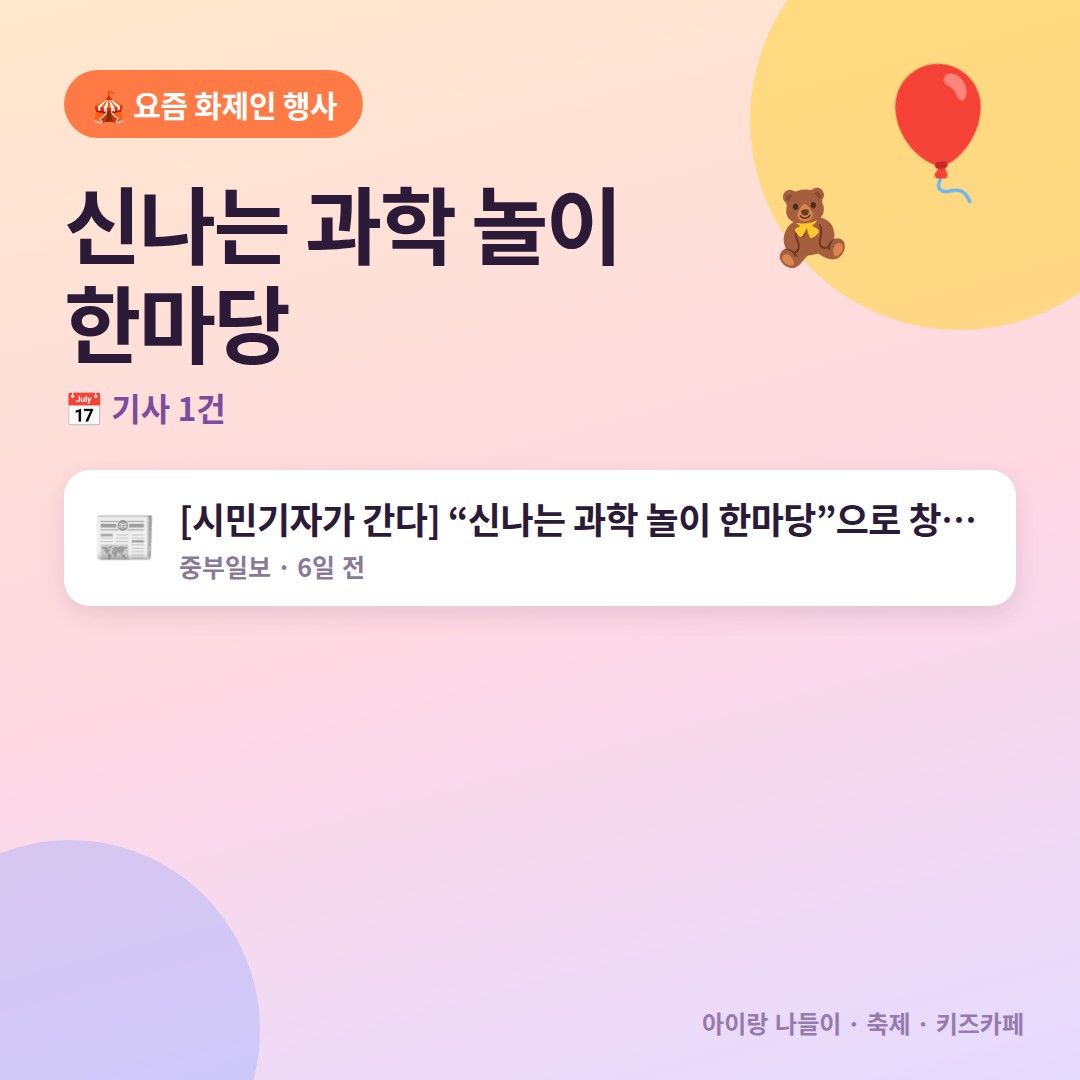 🎪 요즘 화제인 행사
신나는 과학 놀이
한마당
📅 기사 1건
[시민기자가 간다] “신나는 과학 놀이 한마당”으로 창…
중부일보 · 6일 전
아이랑 나들이 · 축제 · 키즈카페